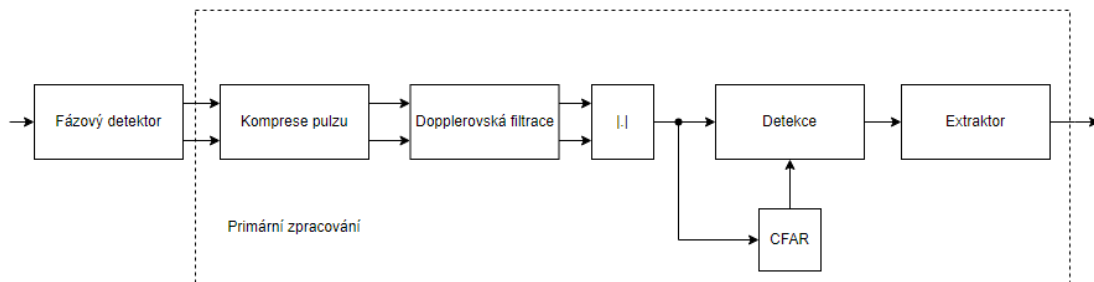 Fázový detektor
Komprese pulzu
Dopplerovská filtrace
|.|
Detekce
Extraktor
Primární zpracování
CFAR